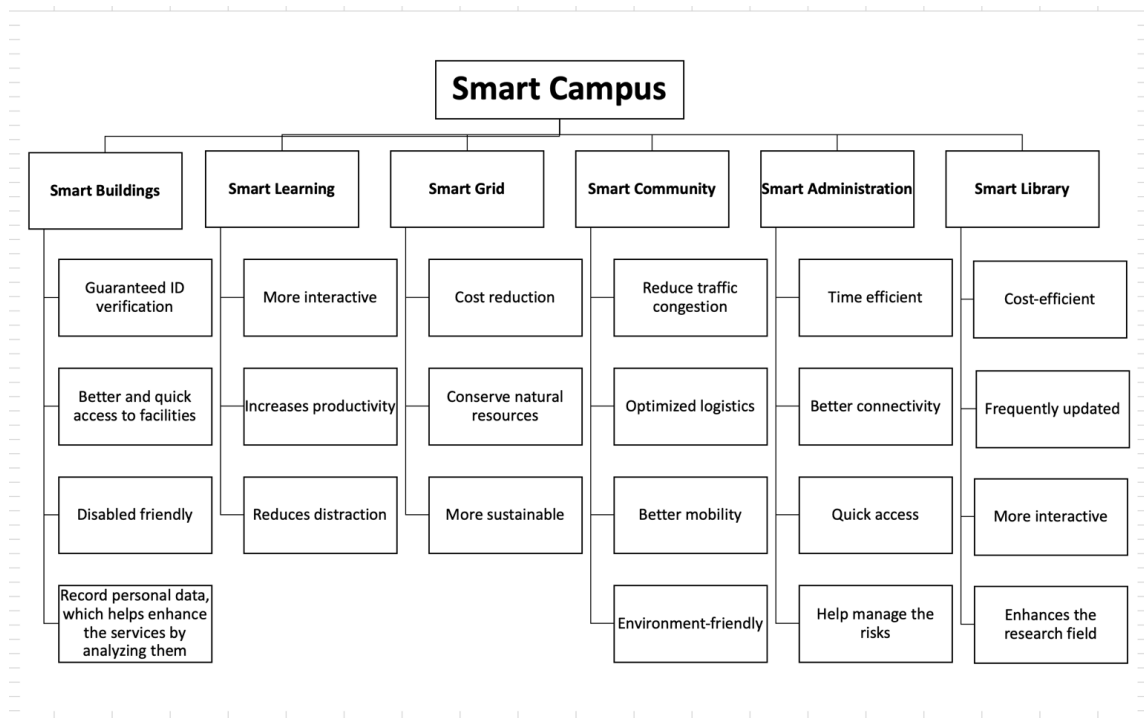 Smart Campus
Smart Buildings
Smart Learning
Smart Grid
Smart Community
Smart Administration
Smart Library
Guaranteed ID
verification
Better and quick
access to facilities
Disabled friendly
Record personal data,
which helps enhance
the services by
analyzing them
More interactive
Increases productivity
Reduces distraction
Cost reduction
Conserve natural
resources
More sustainable
Reduce traffic
congestion
Optimized logistics
Better mobility
Environment-friendly
Time efficient
Better connectivity
Quick access
Help manage the
risks
Cost-efficient
Frequently updated
More interactive
Enhances the
research field